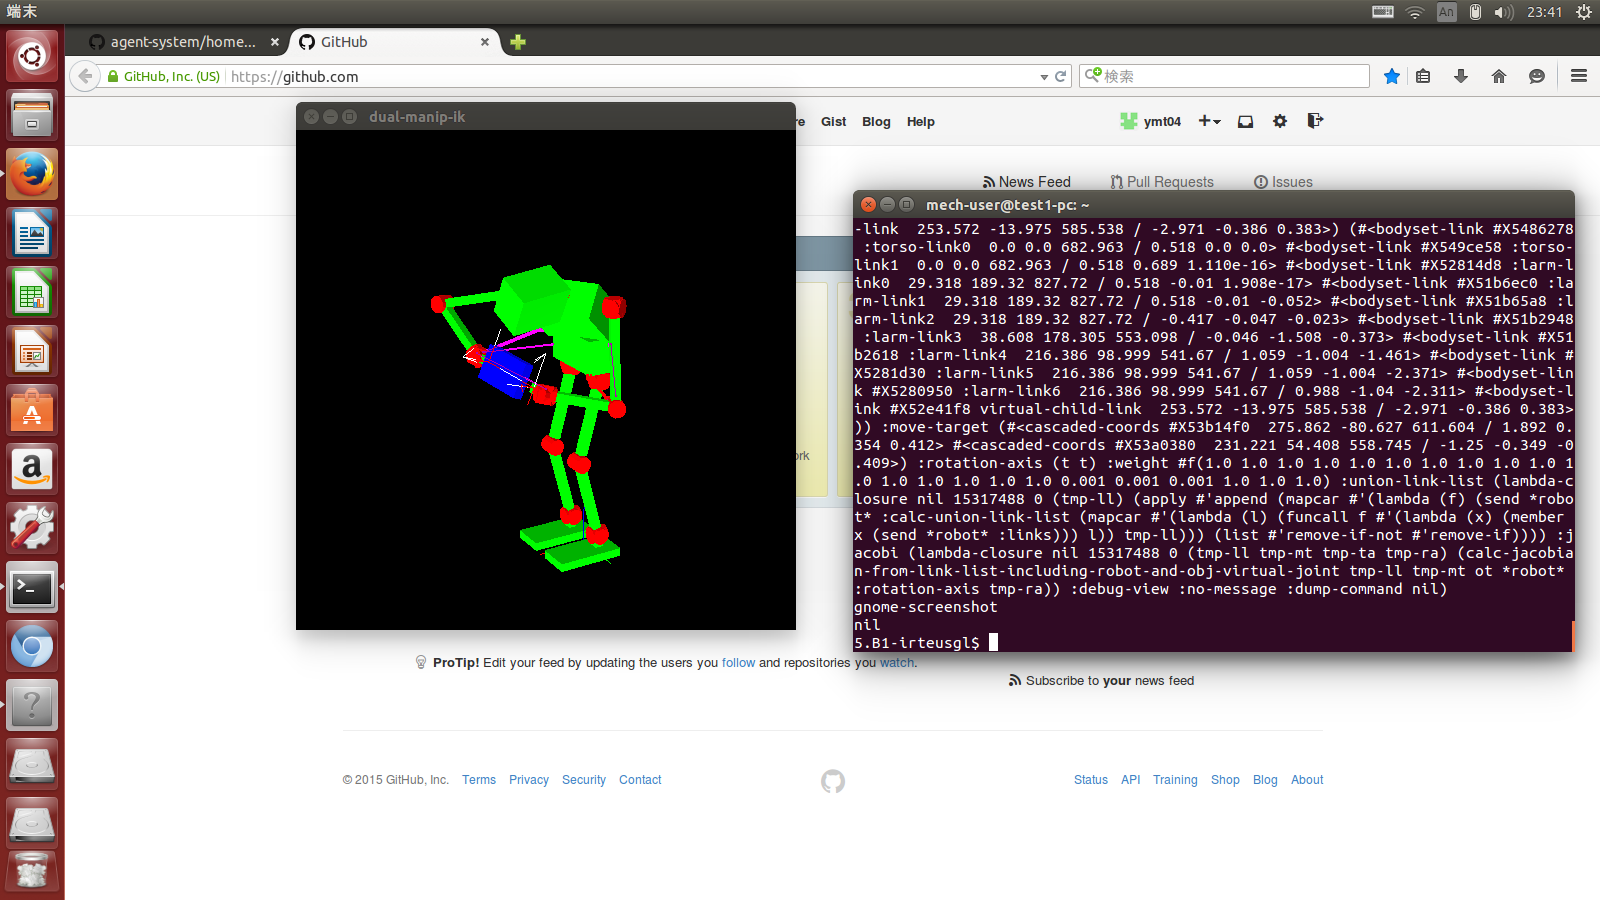 端末
An
23:41
agent-system/home...
GitHub
GitHub, Inc. (US)
https://github.com
検索
dual-manip-ik
Gist
Blog
Help
ymt04
News Feed
Pull Requests
Issues
mech-user@test1-pc: ~
-link  253.572 -13.975 585.538 / -2.971 -0.386 0.383>) (#<bodyset-link #X5486278
 :torso-link0  0.0 0.0 682.963 / 0.518 0.0 0.0> #<bodyset-link #X549ce58 :torso-
link1  0.0 0.0 682.963 / 0.518 0.689 1.110e-16> #<bodyset-link #X52814d8 :larm-l
ink0  29.318 189.32 827.72 / 0.518 -0.01 1.908e-17> #<bodyset-link #X51b6ec0 :la
rm-link1  29.318 189.32 827.72 / 0.518 -0.01 -0.052> #<bodyset-link #X51b65a8 :l
arm-link2  29.318 189.32 827.72 / -0.417 -0.047 -0.023> #<bodyset-link #X51b2948
 :larm-link3  38.608 178.305 553.098 / -0.046 -1.508 -0.373> #<bodyset-link #X51
b2618 :larm-link4  216.386 98.999 541.67 / 1.059 -1.004 -1.461> #<bodyset-link #
X5281d30 :larm-link5  216.386 98.999 541.67 / 1.059 -1.004 -2.371> #<bodyset-lin
k #X5280950 :larm-link6  216.386 98.999 541.67 / 0.988 -1.04 -2.311> #<bodyset-l
ink #X52e41f8 virtual-child-link  253.572 -13.975 585.538 / -2.971 -0.386 0.383>
)) :move-target (#<cascaded-coords #X53b14f0  275.862 -80.627 611.604 / 1.892 0.
354 0.412> #<cascaded-coords #X53a0380  231.221 54.408 558.745 / -1.25 -0.349 -0
.409>) :rotation-axis (t t) :weight #f(1.0 1.0 1.0 1.0 1.0 1.0 1.0 1.0 1.0 1.0 1
.0 1.0 1.0 1.0 1.0 1.0 0.001 0.001 0.001 1.0 1.0 1.0) :union-link-list (lambda-c
losure nil 15317488 0 (tmp-ll) (apply #'append (mapcar #'(lambda (f) (send *robo
t* :calc-union-link-list (mapcar #'(lambda (l) (funcall f #'(lambda (x) (member
x (send *robot* :links))) l)) tmp-ll))) (list #'remove-if-not #'remove-if)))) :j
acobi (lambda-closure nil 15317488 0 (tmp-ll tmp-mt tmp-ta tmp-ra) (calc-jacobia
n-from-link-list-including-robot-and-obj-virtual-joint tmp-ll tmp-mt ot *robot*
:rotation-axis tmp-ra)) :debug-view :no-message :dump-command nil)
gnome-screenshot
nil
5.B1-irteusgl$
ProTip! Edit your feed by updating the users you follow and repositories you watch.
Subscribe to your news feed
© 2015 GitHub, Inc.
Terms
Privacy
Security
Contact
Status
API
Training
Shop
Blog
About